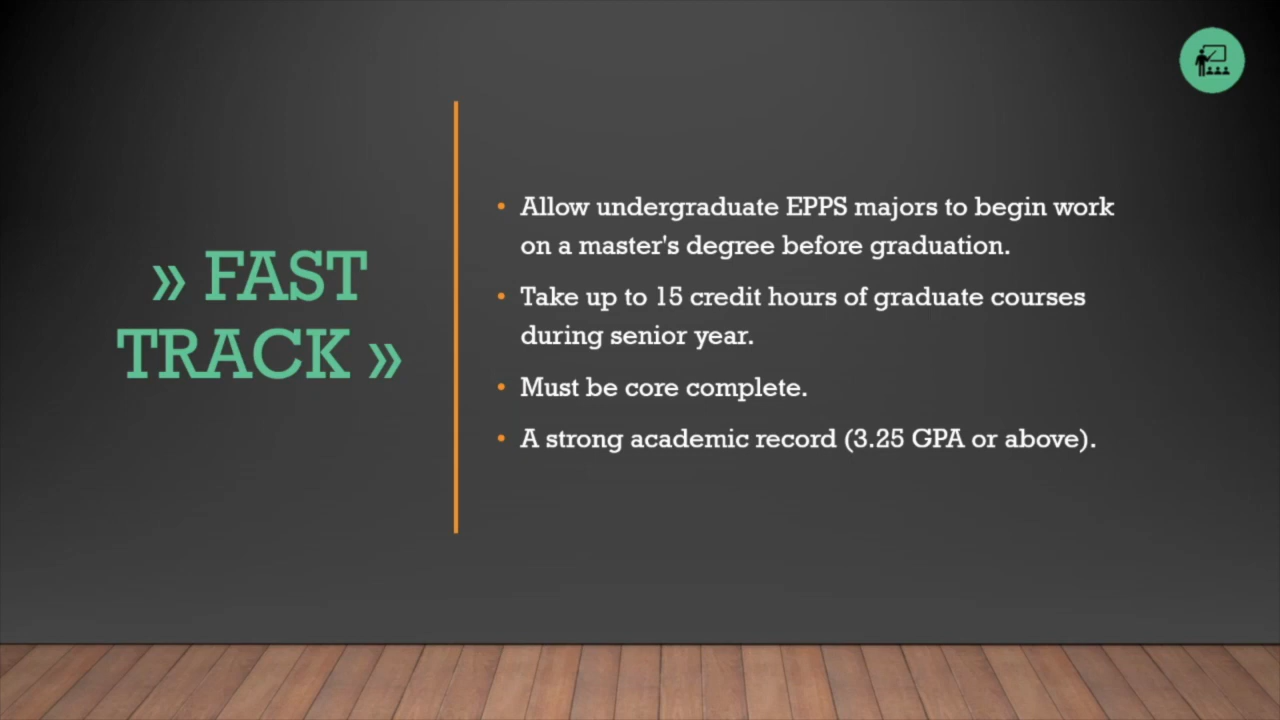 » FAST
TRACK »
• Allow undergraduate EPPS majors to begin work
on a master's degree before graduation.
• Take up to 15 credit hours of graduate courses
during senior year.
• Must be core complete.
• A strong academic record (3.25 GPA or above).